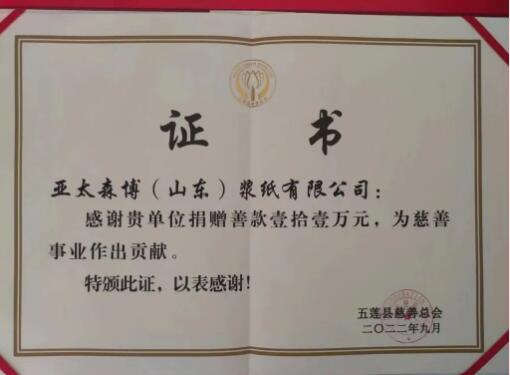 证书
亚太森博（山东）浆纸有限公司：
感谢贵单位捐赠善款壹拾壹万元，为慈善
事业作出贡献。
特颁此证，以表感谢！
五莲县慈善总会
二〇二二年九月